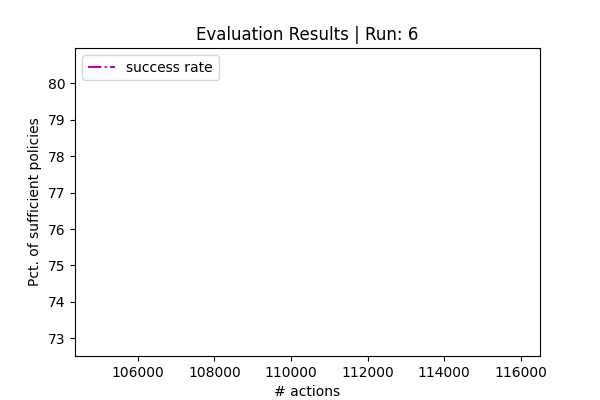 Evaluation Results | Run: 6
success rate
Pct. of sufficient policies
80
79
78
77
76
75
74
73
106000 108000 110000 112000 114000 116000
# actions